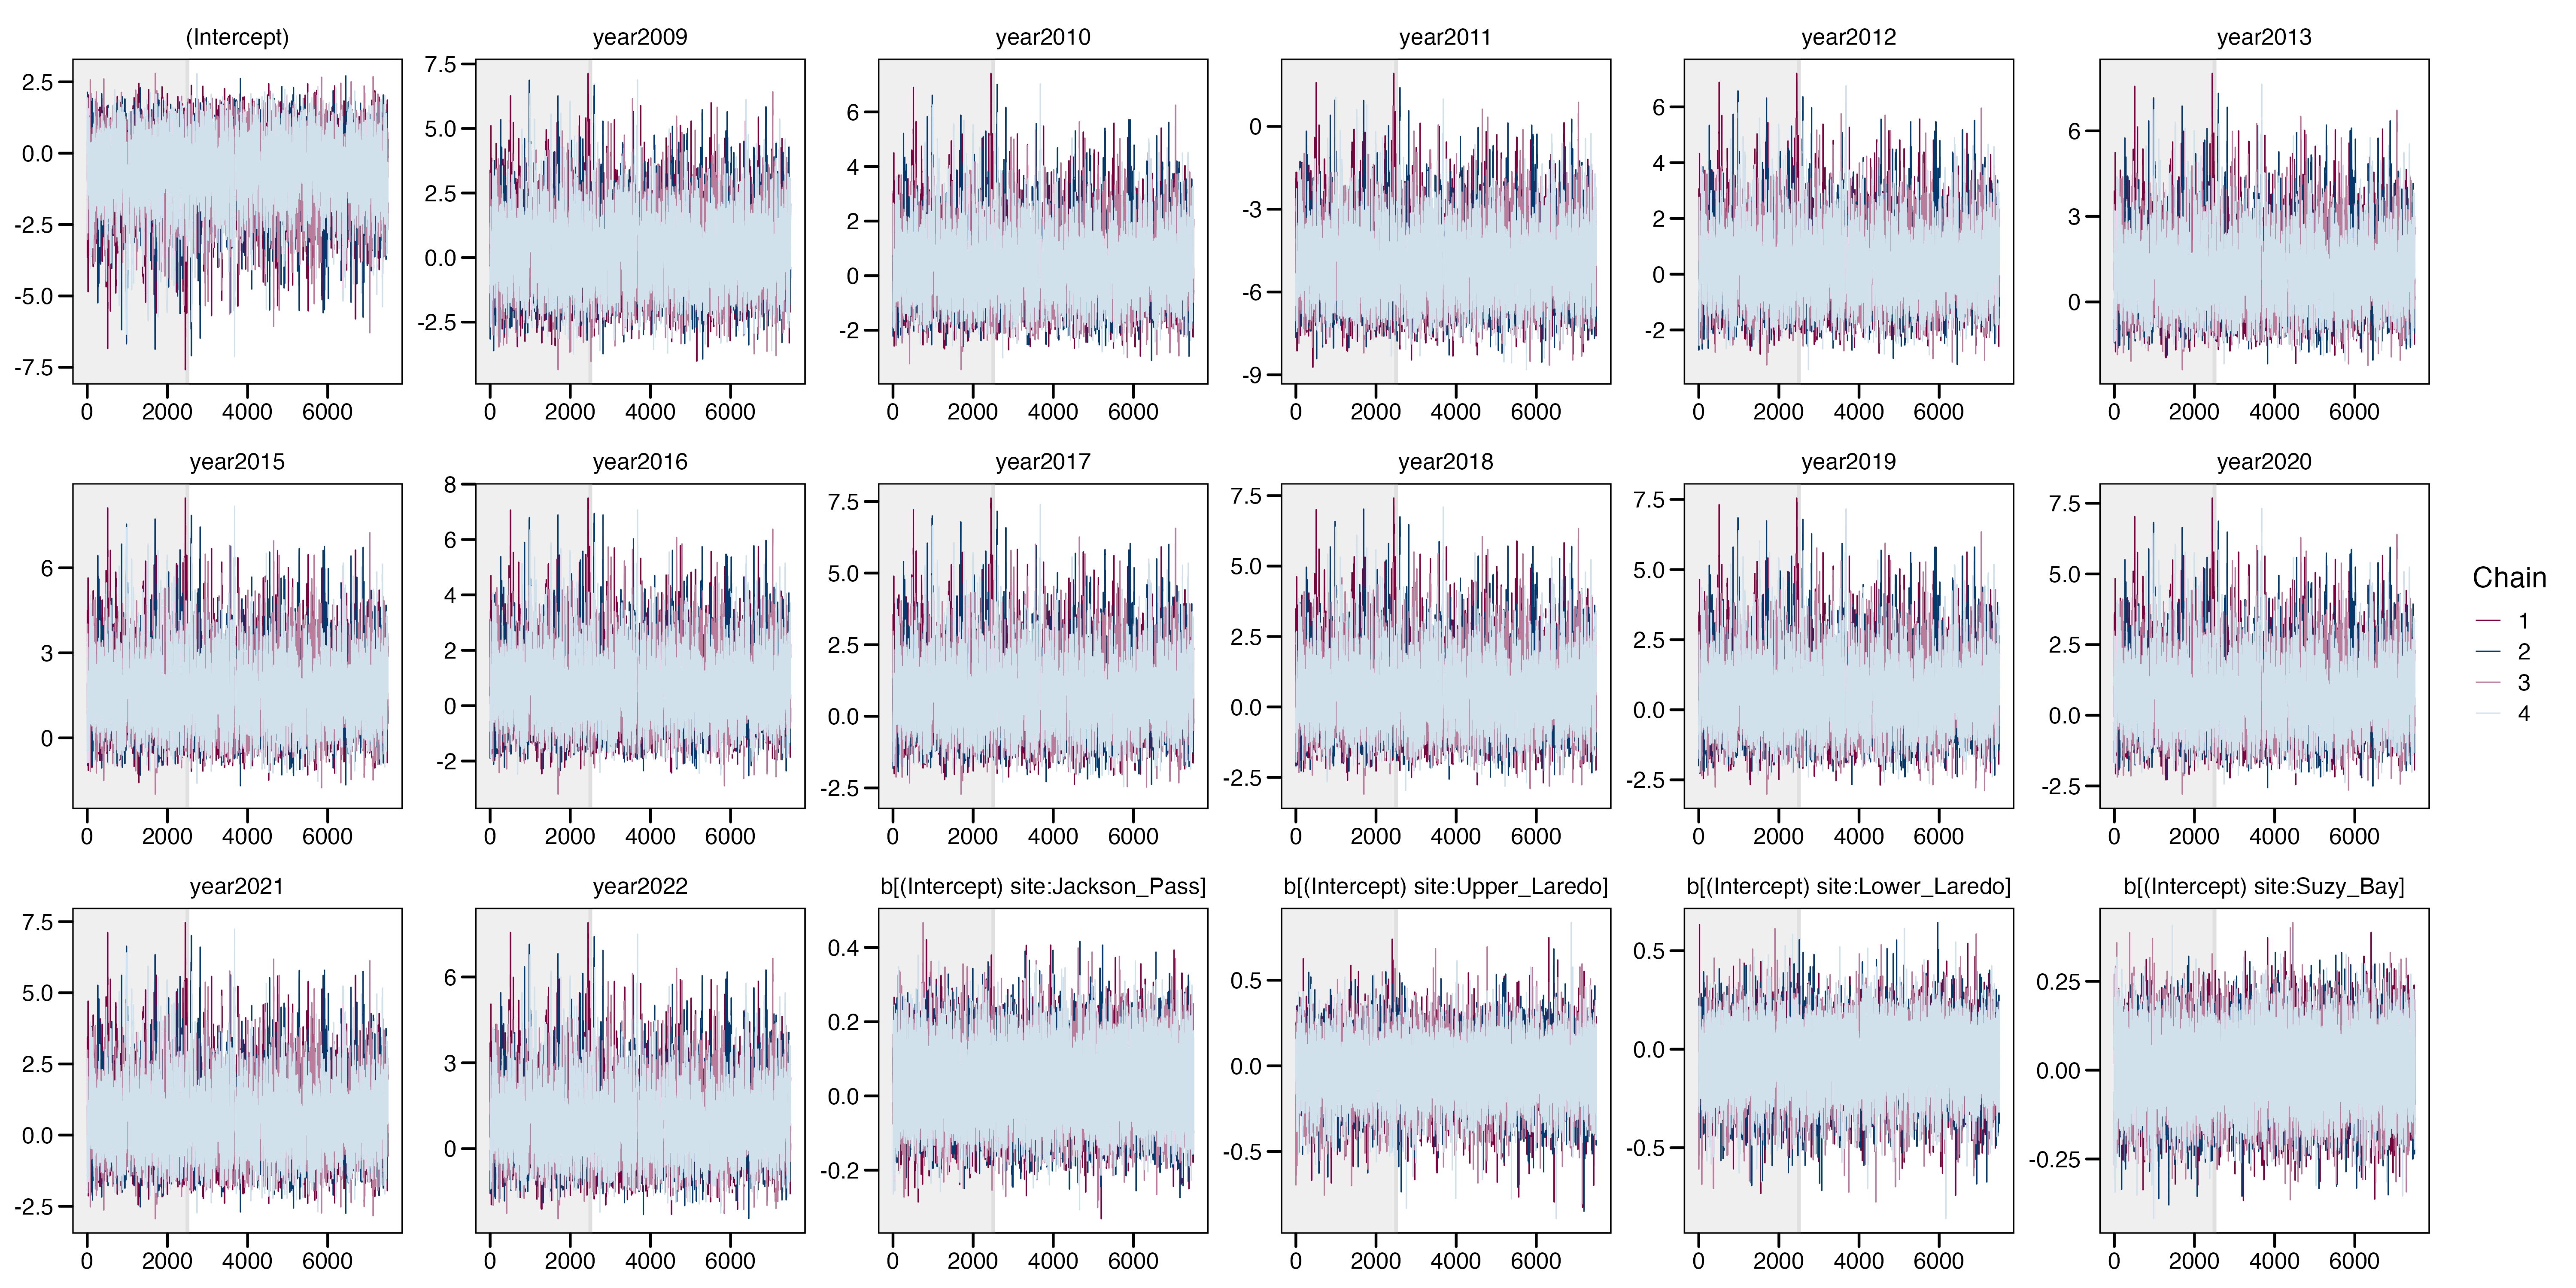 (Intercept) year2009 year2010 year2011 year2012 year2013
2.5 0.0 -2.5 -5.0 -7.5
7.5 5.0 2.5 0.0 -2.5
6 4 2 0 -2
0 -3 -6 -9
6 4 2 0 -2
6 3 0
0 2000 4000 6000 0 2000 4000 6000 0 2000 4000 6000 0 2000 4000 6000 0 2000 4000 6000 0 2000 4000 6000
year2015 year2016 year2017 year2018 year2019 year2020
6 3 0
8 6 4 2 0 -2
7.5 5.0 2.5 0.0 -2.5
7.5 5.0 2.5 0.0 -2.5
7.5 5.0 2.5 0.0 -2.5
7.5 5.0 2.5 0.0 -2.5
0 2000 4000 6000 0 2000 4000 6000 0 2000 4000 6000 0 2000 4000 6000 0 2000 4000 6000 0 2000 4000 6000
year2021 year2022 b[(Intercept) site:Jackson_Pass] b[(Intercept) site:Upper_Laredo] b[(Intercept) site:Lower_Laredo] b[(Intercept) site:Suzy_Bay]
7.5 5.0 2.5 0.0 -2.5
6 3 0
0.4 0.2 0.0 -0.2
0.5 0.0 -0.5
0.5 0.0 -0.5
0.25 0.00 -0.25
0 2000 4000 6000 0 2000 4000 6000 0 2000 4000 6000 0 2000 4000 6000 0 2000 4000 6000 0 2000 4000 6000
Chain
1
2
3
4